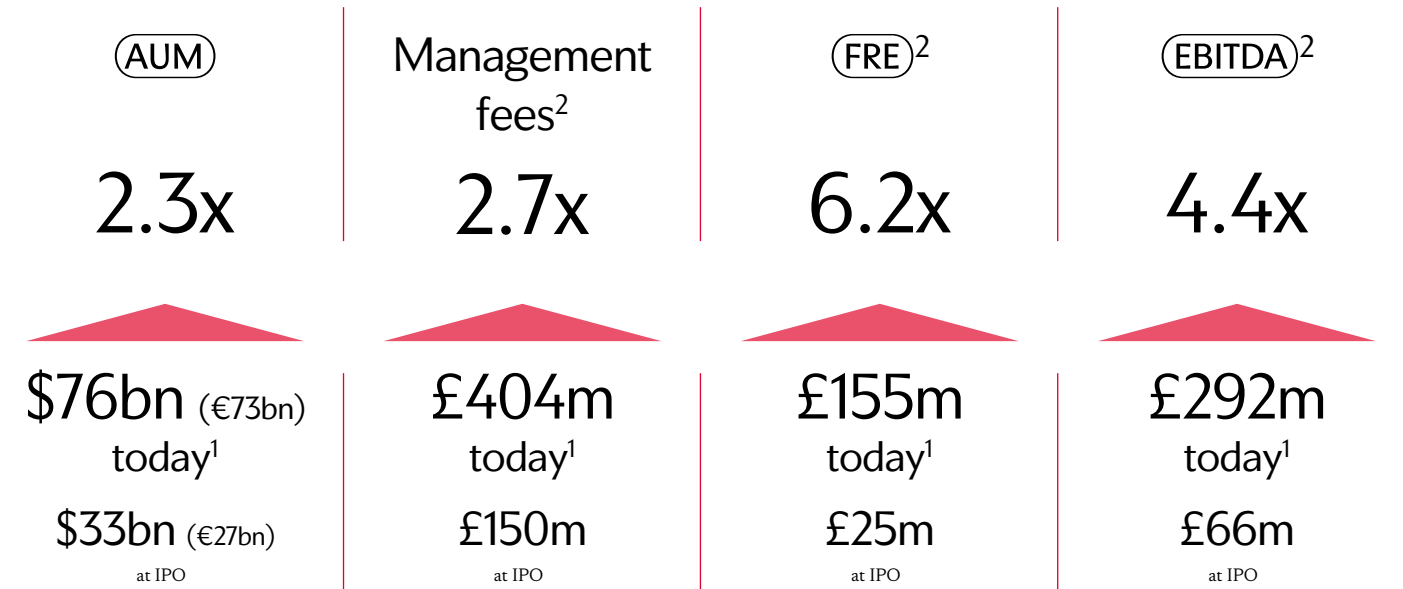 AUM
2.3x
$76bn (€73bn)
today¹
$33bn (€27bn)
at IPO
Management
fees²
2.7x
£404m
today¹
£150m
at IPO
FRE²
6.2x
£155m
today¹
£25m
at IPO
EBITDA²
4.4x
£292m
today¹
£66m
at IPO